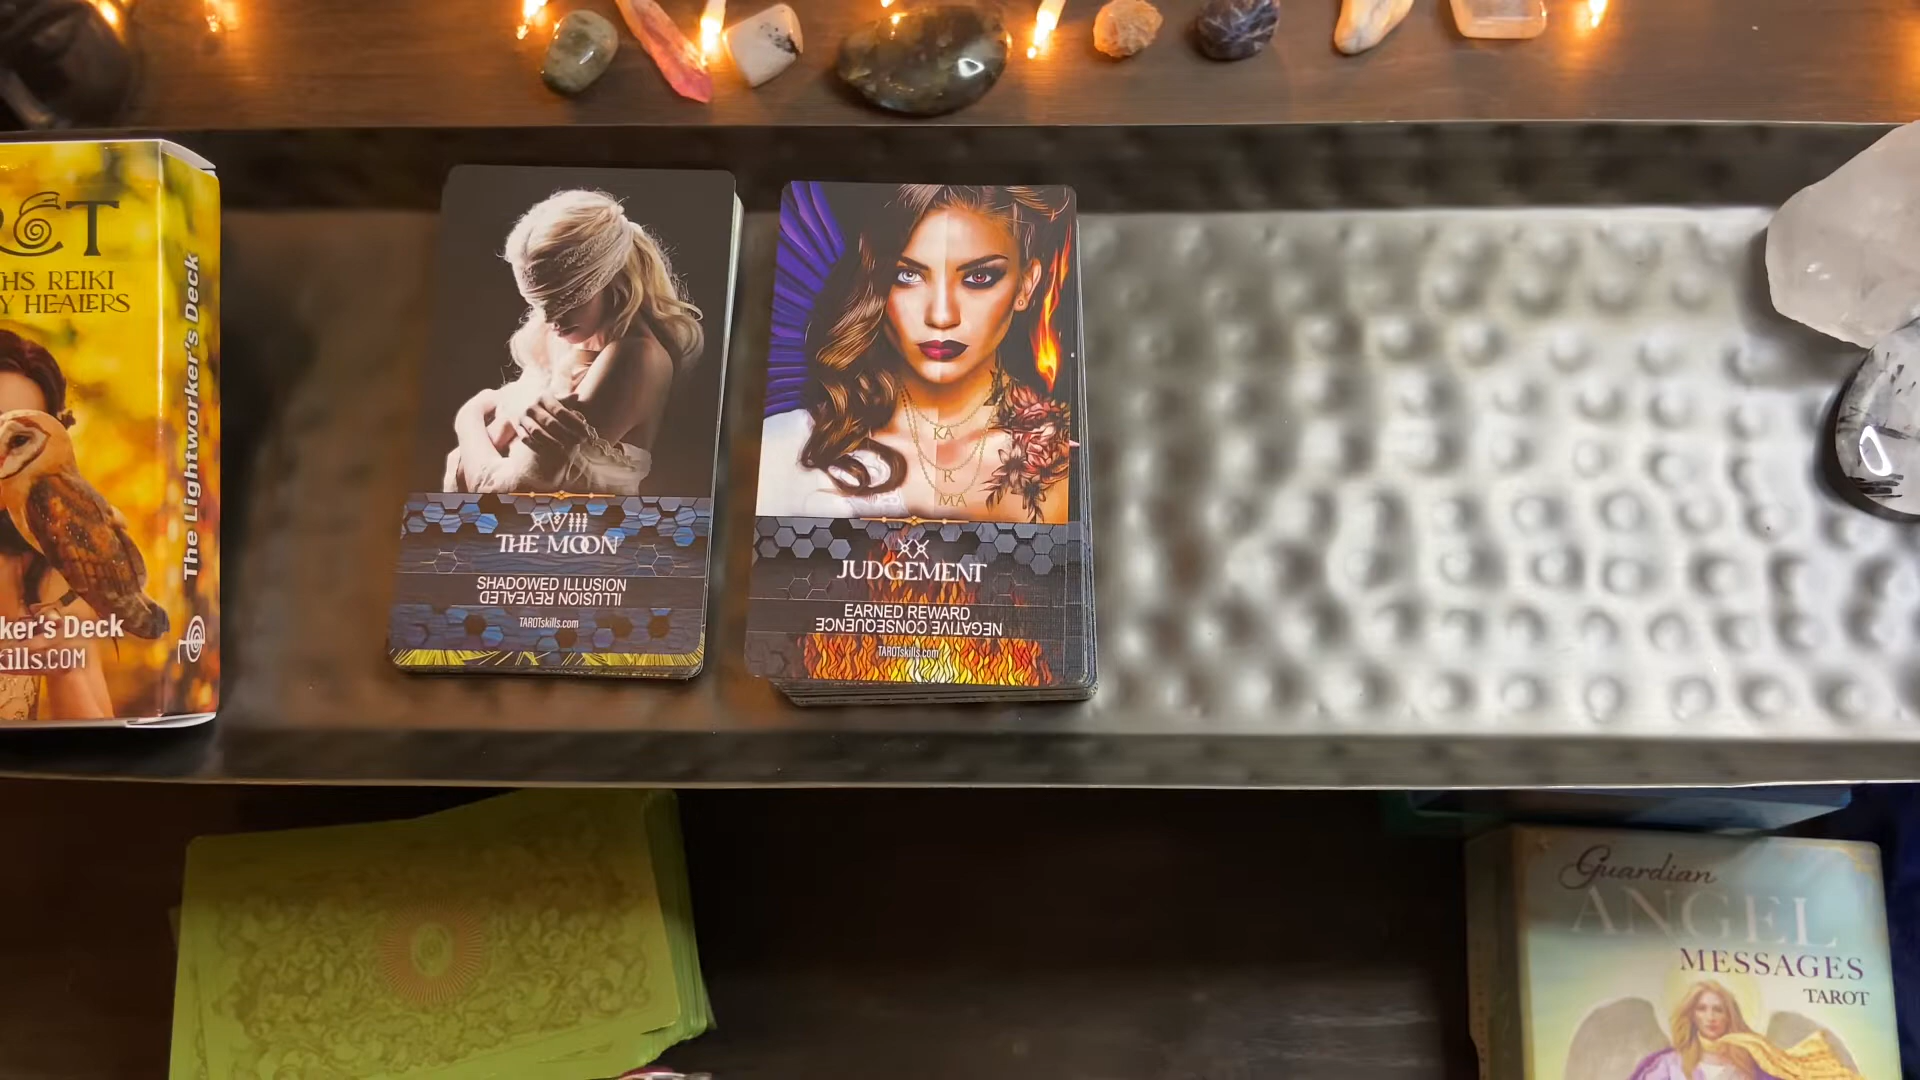 THS REIKI
Y HEALERS
The Lightworker's Deck
ker's Deck
kills.COM
XVIII
THE MOON
SHADOWED ILLUSION
ILLUSION REVEALED
TAROTskills.com
KA
R
MA
XX
JUDGEMENT
EARNED REWARD
NEGATIVE CONSEQUENCE
TAROTskills.com
Guardian
ANGEL
MESSAGES
TAROT